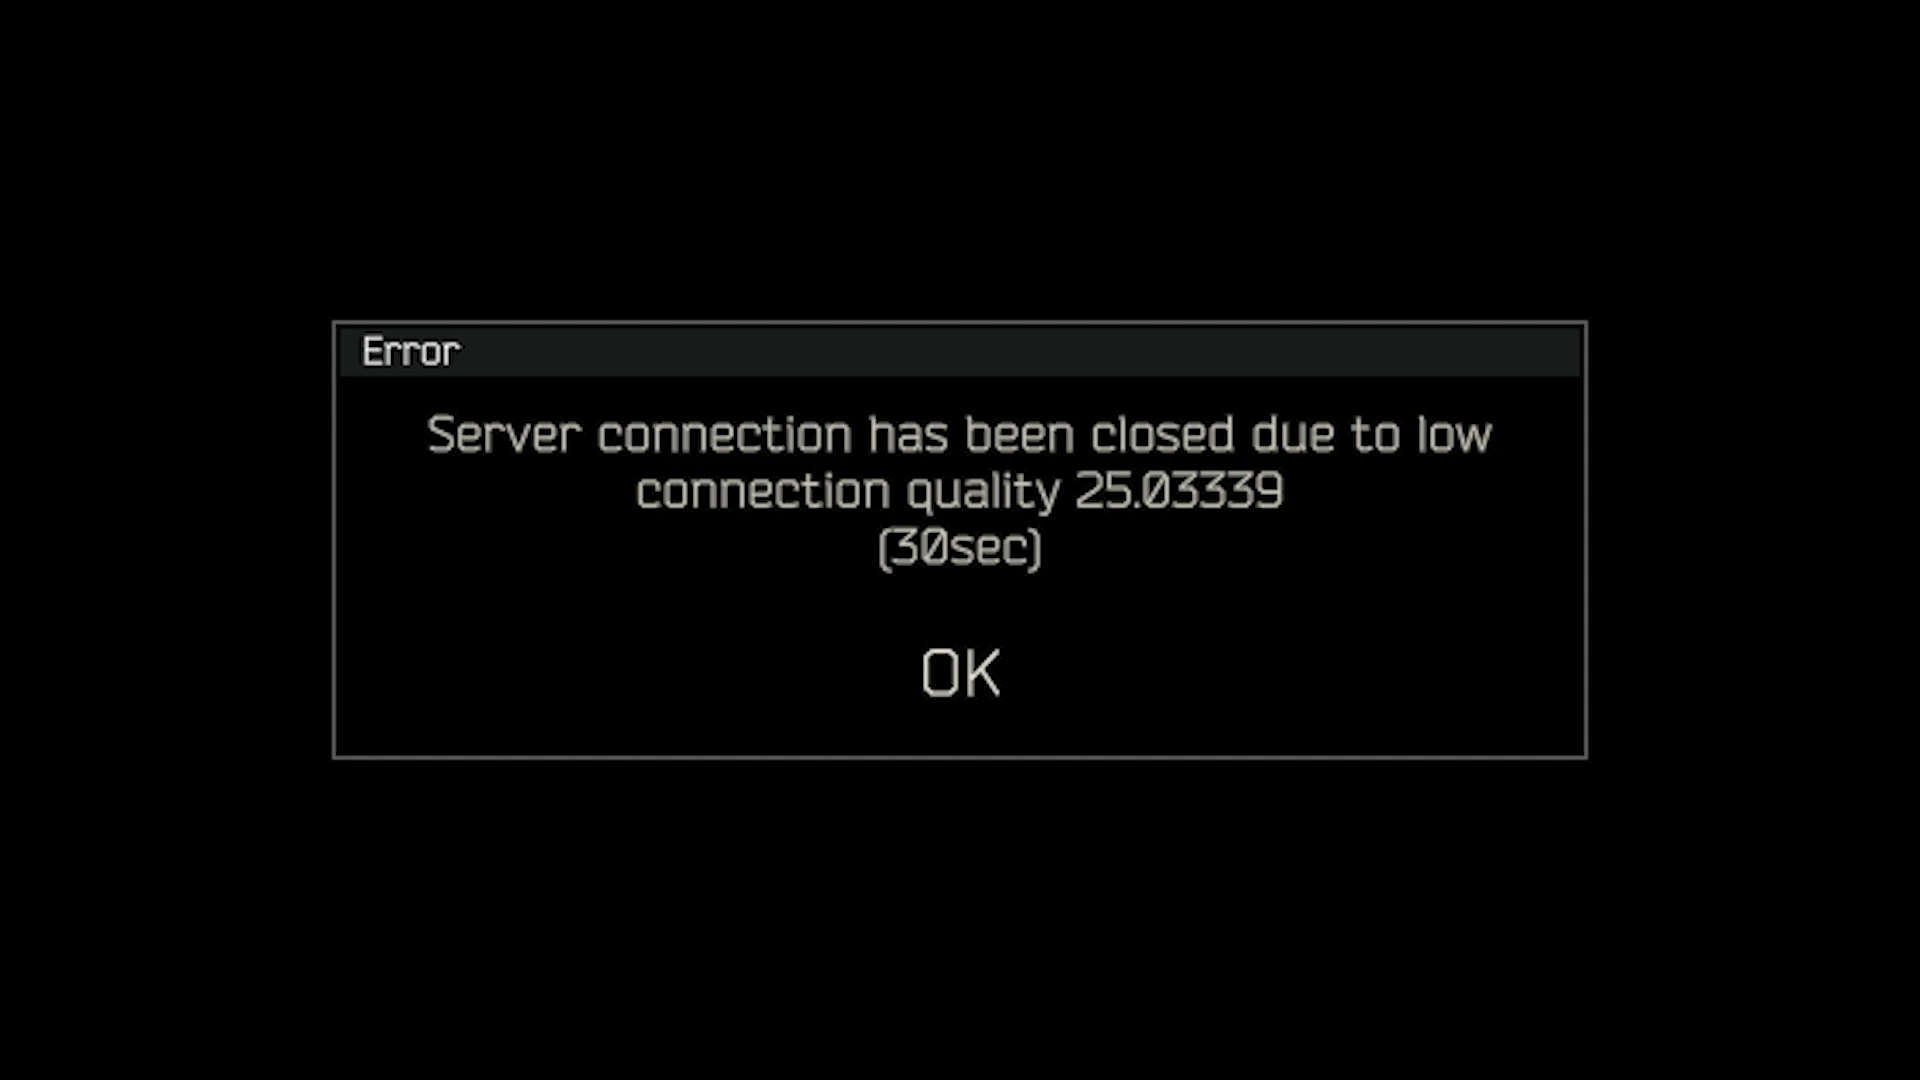 Error
Server connection has been closed due to low
connection quality 25.03339
(30sec)
OK